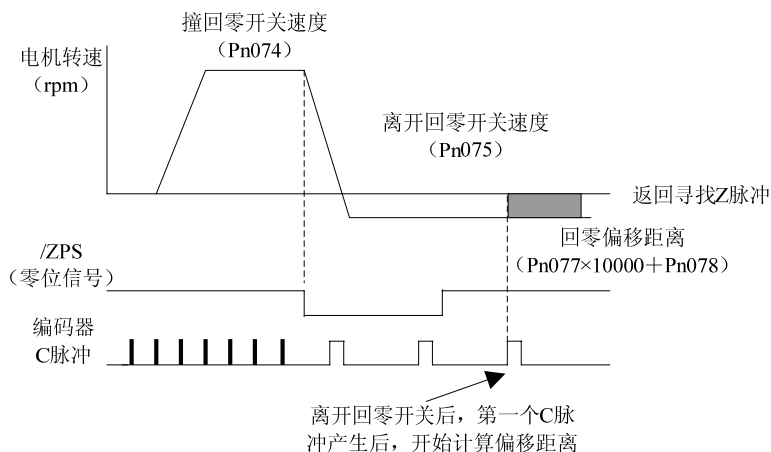 撞回零开关速度
（Pn074）
电机转速
（rpm）
离开回零开关速度
（Pn075）
返回寻找Z脉冲
回零偏移距离
（Pn077×10000＋Pn078）
/ZPS
（零位信号）
编码器
C脉冲
离开回零开关后，第一个C脉
冲产生后，开始计算偏移距离